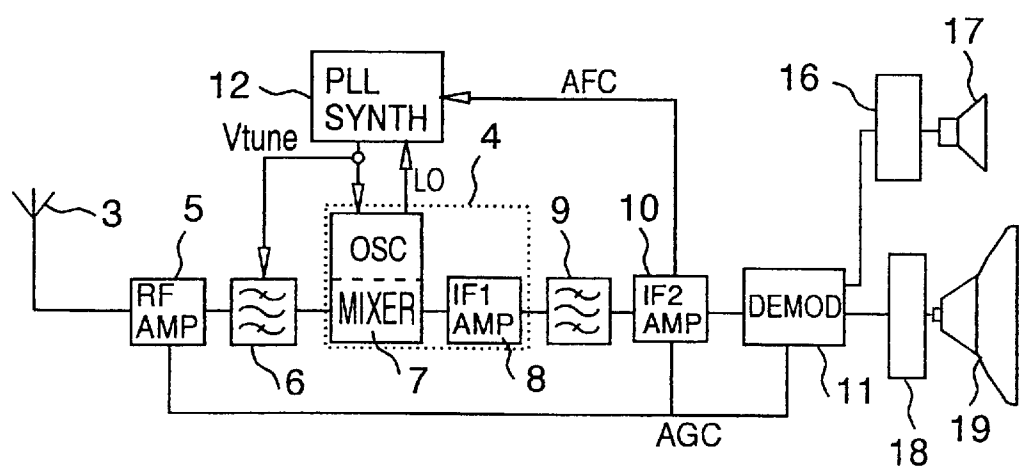 17
16
12
PLL
SYNTH
AFC
Vtune
4
LO
3
5
9
10
OSC
RF
AMP
MIXER
IF1
AMP
IF2
AMP
DEMOD
6
7
8
11
AGC
18
19